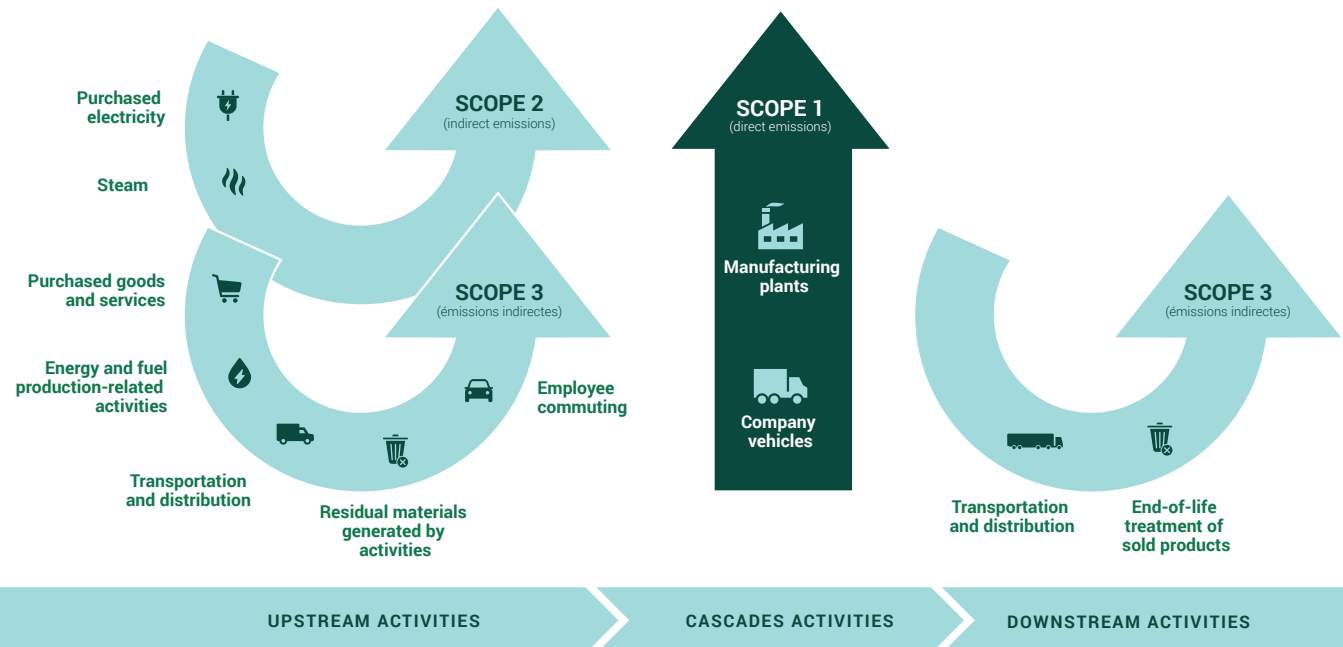 Purchased
electricity
Steam
SCOPE 2
(indirect emissions)
Purchased goods
and services
Energy and fuel
production-related
activities
Transportation
and distribution
Residual materials
generated by
activities
Employee
commuting
SCOPE 3
(émissions indirectes)
SCOPE 1
(direct emissions)
Manufacturing
plants
Company
vehicles
SCOPE 3
(émissions indirectes)
Transportation
and distribution
End-of-life
treatment of
sold products
UPSTREAM ACTIVITIES
CASCADES ACTIVITIES
DOWNSTREAM ACTIVITIES